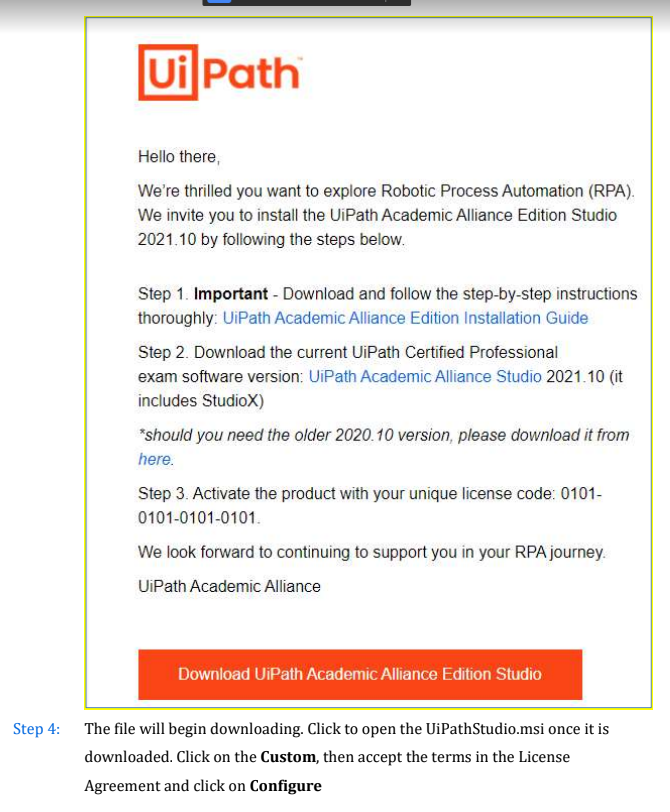 UiPath™
Hello there,
We're thrilled you want to explore Robotic Process Automation (RPA).
We invite you to install the UiPath Academic Alliance Edition Studio
2021.10 by following the steps below.
Step 1. Important - Download and follow the step-by-step instructions
thoroughly: UiPath Academic Alliance Edition Installation Guide
Step 2. Download the current UiPath Certified Professional
exam software version: UiPath Academic Alliance Studio 2021.10 (it
includes StudioX)
*should you need the older 2020.10 version, please download it from
here.
Step 3. Activate the product with your unique license code: 0101-
0101-0101-0101.
We look forward to continuing to support you in your RPA journey.
UiPath Academic Alliance
Download UiPath Academic Alliance Edition Studio
Step 4: The file will begin downloading. Click to open the UiPathStudio.msi once it is
downloaded. Click on the Custom, then accept the terms in the License
Agreement and click on Configure